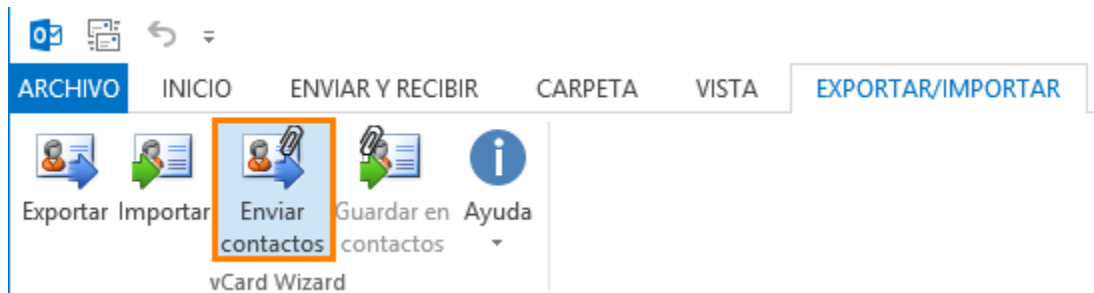 ARCHIVO INICIO ENVIAR Y RECIBIR CARPETA VISTA EXPORTAR/IMPORTAR
Exportar Importar Enviar Guardar en Ayuda
contactos contactos
vCard Wizard